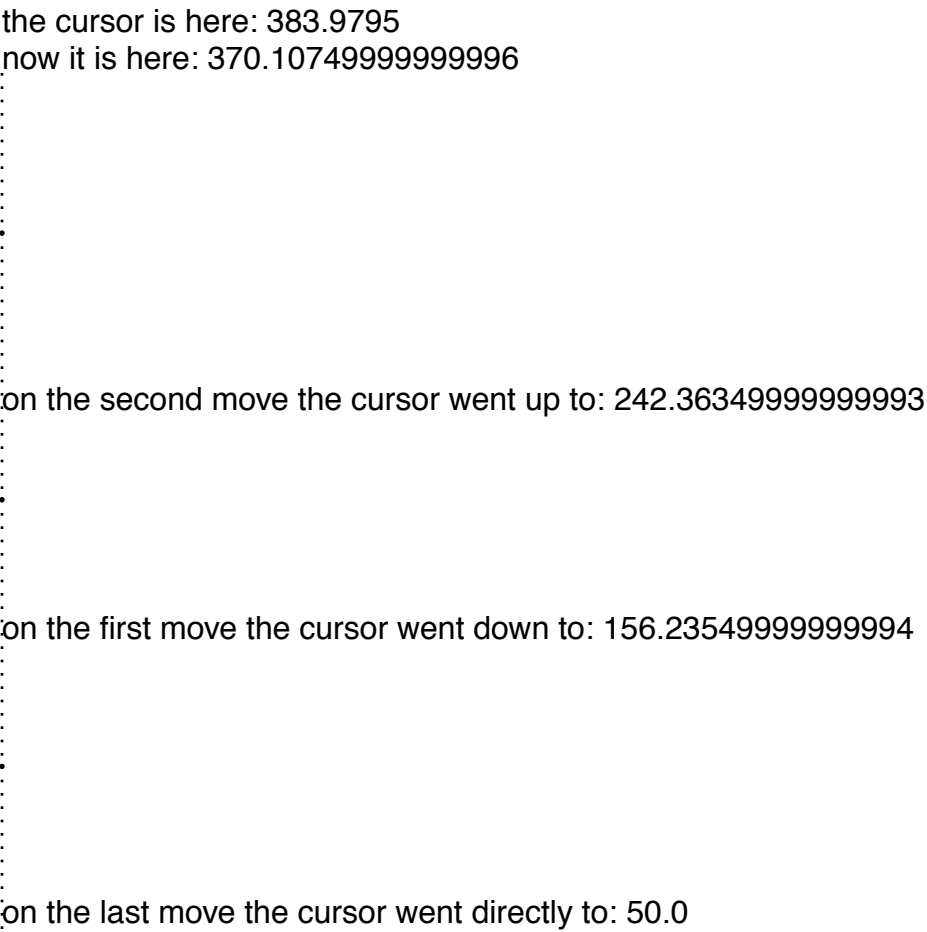 the cursor is here: 383.9795
now it is here: 370.10749999999996
on the second move the cursor went up to: 242.36349999999993
on the first move the cursor went down to: 156.23549999999994
on the last move the cursor went directly to: 50.0